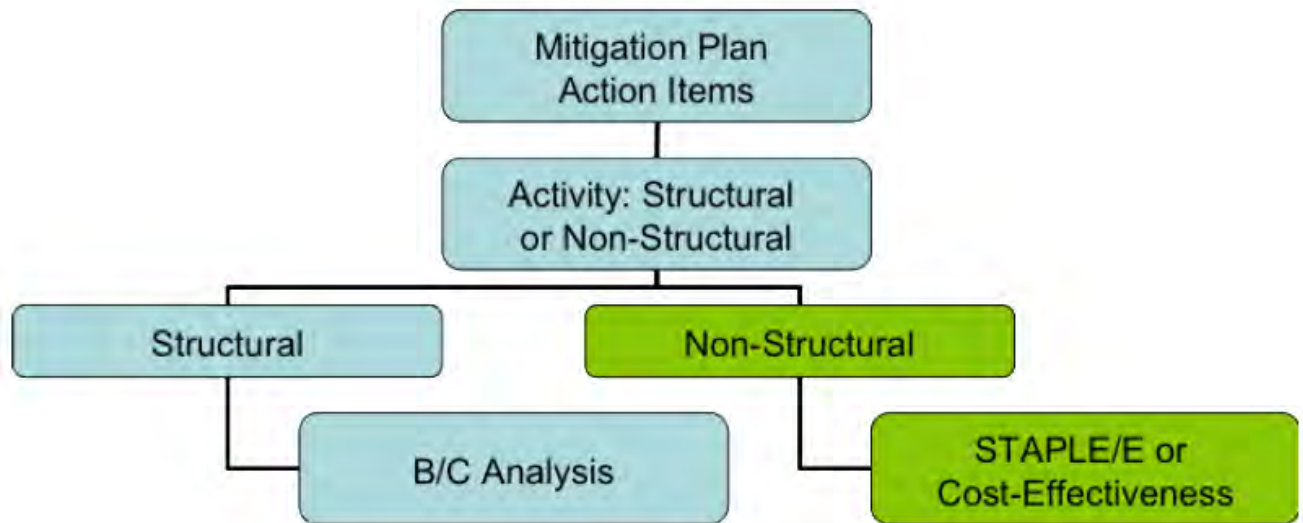 Mitigation Plan
Action Items
Activity: Structural
or Non-Structural
Structural
Non-Structural
B/C Analysis
STAPLE/E or
Cost-Effectiveness